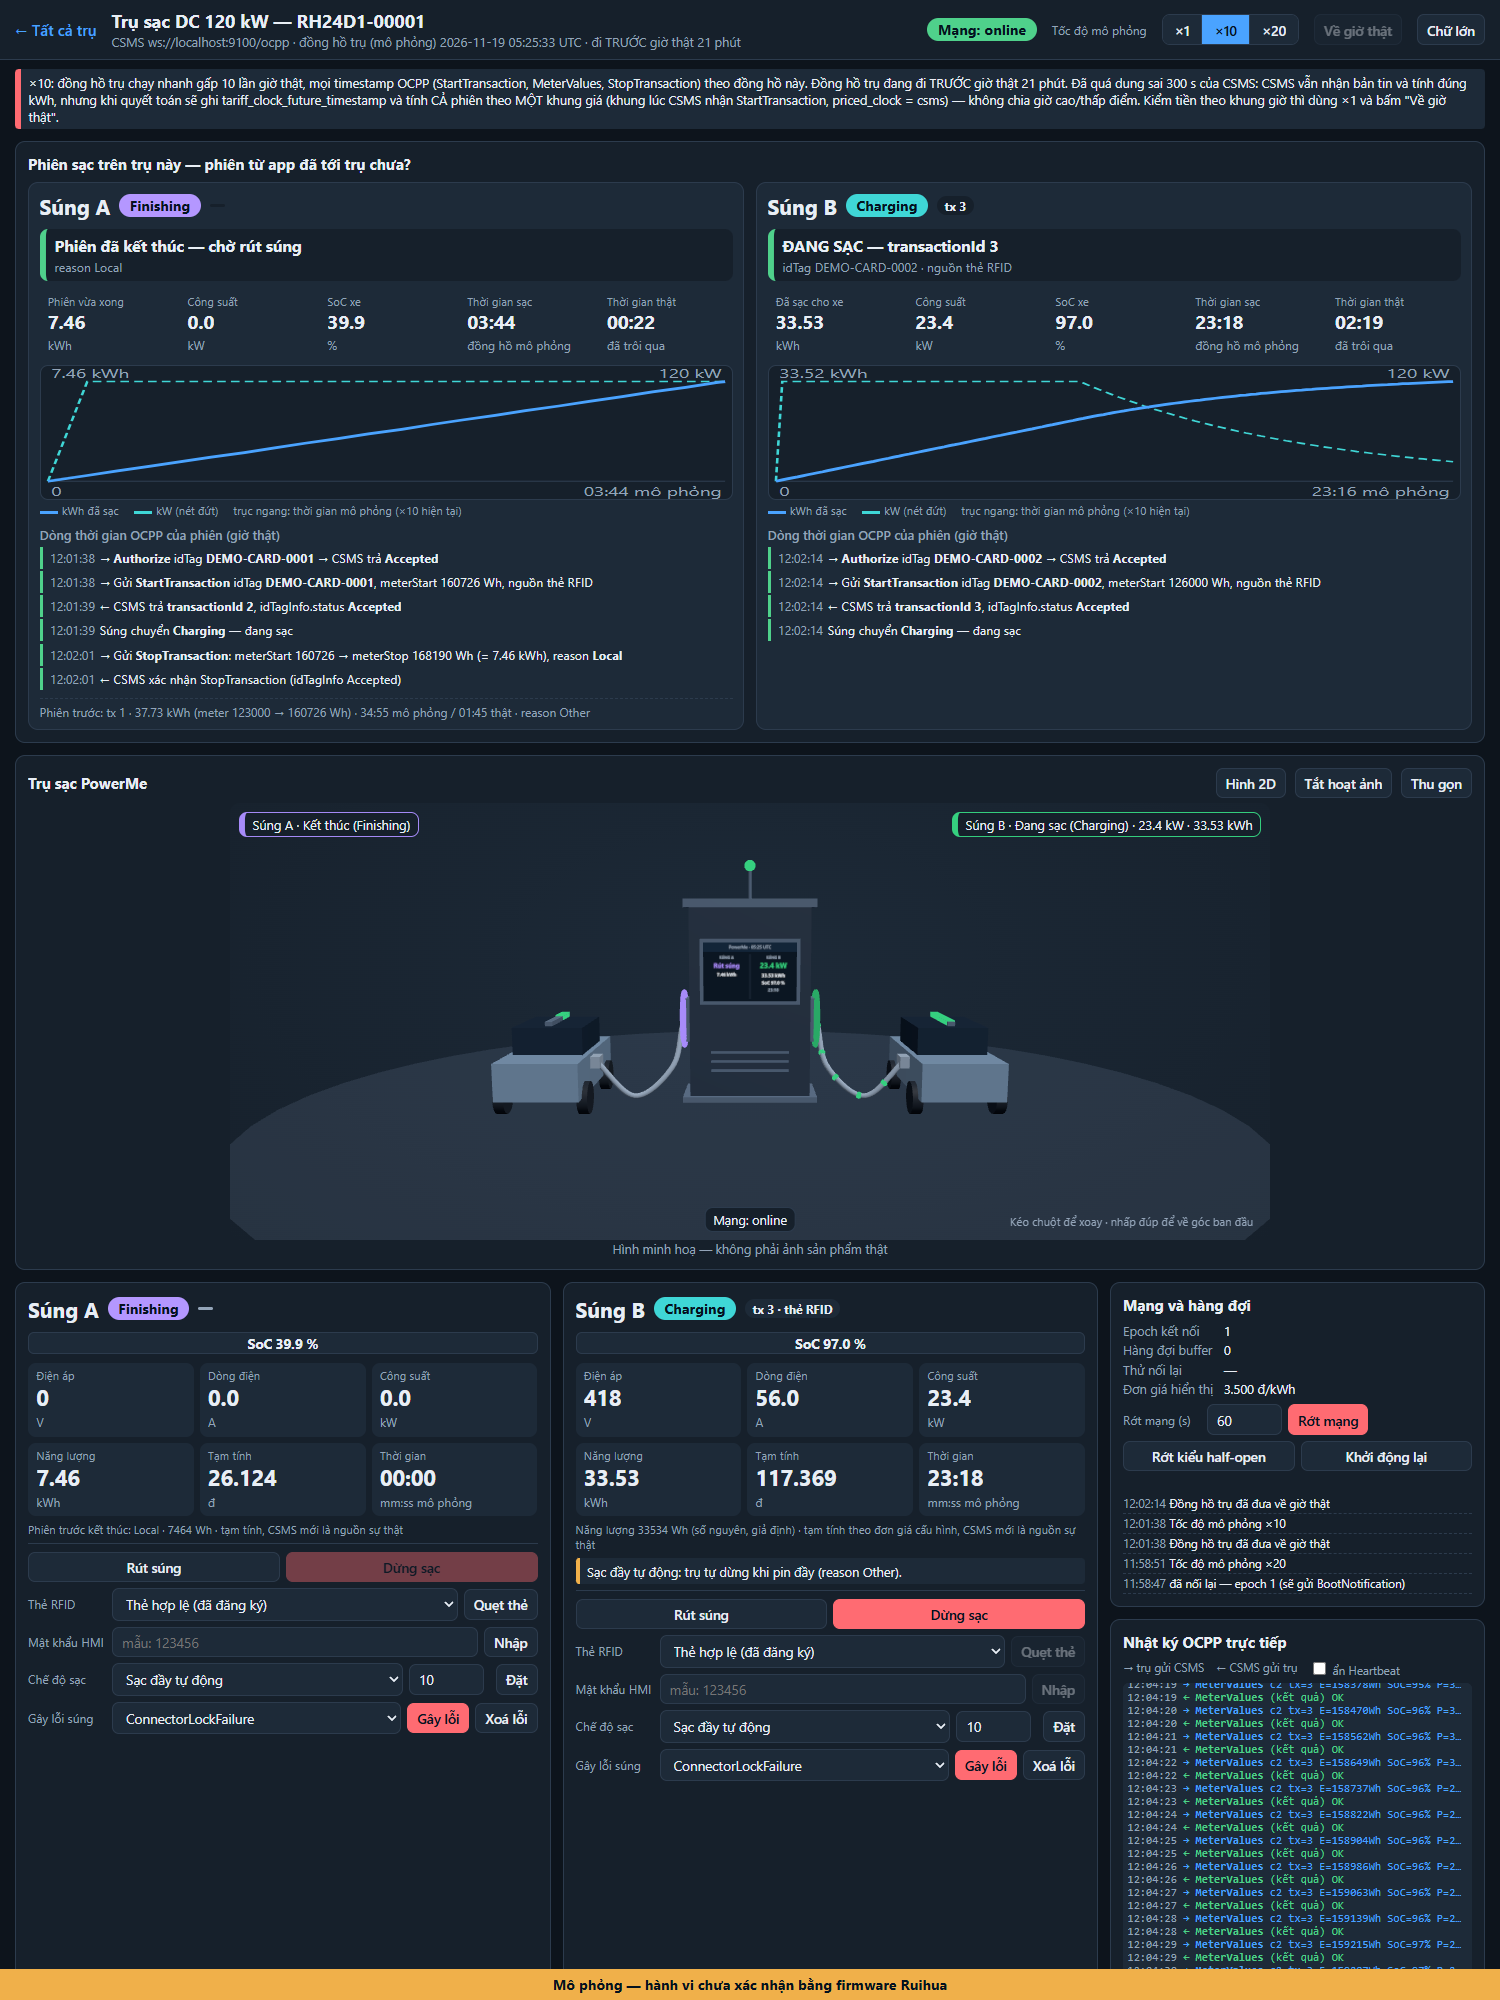 ← Tất cả trụ
Trụ sạc DC 120 kW — RH24D1-00001
CSMS ws://localhost:9100/ocpp · đồng hồ trụ (mô phỏng) 2026-11-19 05:25:33 UTC · đi TRƯỚC giờ thật 21 phút
Mạng: online
Tốc độ mô phỏng
×1
×10
×20
Về giờ thật
Chữ lớn
×10: đồng hồ trụ chạy nhanh gấp 10 lần giờ thật, mọi timestamp OCPP (StartTransaction, MeterValues, StopTransaction) theo đồng hồ này. Đồng hồ trụ đang đi TRƯỚC giờ thật 21 phút. Đã quá dung sai 300 s của CSMS: CSMS vẫn nhận bản tin và tính đúng
kWh, nhưng khi quyết toán sẽ ghi tariff_clock_future_timestamp và tính CẢ phiên theo MỘT khung giá (khung lúc CSMS nhận StartTransaction, priced_clock = csms) — không chia giờ cao/thấp điểm. Kiểm tiền theo khung giờ thì dùng ×1 và bấm "Về giờ
thật".
Phiên sạc trên trụ này — phiên từ app đã tới trụ chưa?
Súng A
Finishing
—
Phiên đã kết thúc — chờ rút súng
reason Local
Phiên vừa xong
Công suất
SoC xe
Thời gian sạc
Thời gian thật
7.46
0.0
39.9
03:44
00:22
kWh
kW
%
đồng hồ mô phỏng
đã trôi qua
7.46 kWh
120 kW
0
03:44 mô phỏng
kWh đã sạc
kW (nét đứt)
trục ngang: thời gian mô phỏng (×10 hiện tại)
Dòng thời gian OCPP của phiên (giờ thật)
12:01:38 → Authorize idTag DEMO-CARD-0001 → CSMS trả Accepted
12:01:38 → Gửi StartTransaction idTag DEMO-CARD-0001, meterStart 160726 Wh, nguồn thẻ RFID
12:01:39 ← CSMS trả transactionId 2, idTagInfo.status Accepted
12:01:39 Súng chuyển Charging — đang sạc
12:02:01 → Gửi StopTransaction: meterStart 160726 → meterStop 168190 Wh (= 7.46 kWh), reason Local
12:02:01 ← CSMS xác nhận StopTransaction (idTagInfo Accepted)
Phiên trước: tx 1 · 37.73 kWh (meter 123000 → 160726 Wh) · 34:55 mô phỏng / 01:45 thật · reason Other
Súng B
Charging
tx 3
ĐANG SẠC — transactionId 3
idTag DEMO-CARD-0002 · nguồn thẻ RFID
Đã sạc cho xe
Công suất
SoC xe
Thời gian sạc
Thời gian thật
33.53
23.4
97.0
23:18
02:19
kWh
kW
%
đồng hồ mô phỏng
đã trôi qua
33.52 kWh
120 kW
0
23:16 mô phỏng
kWh đã sạc
kW (nét đứt)
trục ngang: thời gian mô phỏng (×10 hiện tại)
Dòng thời gian OCPP của phiên (giờ thật)
12:02:14 → Authorize idTag DEMO-CARD-0002 → CSMS trả Accepted
12:02:14 → Gửi StartTransaction idTag DEMO-CARD-0002, meterStart 126000 Wh, nguồn thẻ RFID
12:02:14 ← CSMS trả transactionId 3, idTagInfo.status Accepted
12:02:14 Súng chuyển Charging — đang sạc
Trụ sạc PowerMe
Hình 2D
Tắt hoạt ảnh
Thu gọn
Súng A · Kết thúc (Finishing)
Súng B · Đang sạc (Charging) · 23.4 kW · 33.53 kWh
Rút súng
23.4 kW
7.46 kWh
33.53 kWh
SoC 97.0 %
Mạng: online
Kéo chuột để xoay · nhấp đúp để về góc ban đầu
Hình minh hoạ — không phải ảnh sản phẩm thật
Súng A
Finishing
—
SoC 39.9 %
Điện áp
Dòng điện
Công suất
0
0.0
0.0
V
A
kW
Năng lượng
Tạm tính
Thời gian
7.46
26.124
00:00
kWh
đ
mm:ss mô phỏng
Phiên trước kết thúc: Local · 7464 Wh · tạm tính, CSMS mới là nguồn sự thật
Rút súng
Dừng sạc
Thẻ RFID
Thẻ hợp lệ (đã đăng ký)
Quẹt thẻ
Mật khẩu HMI
mẫu: 123456
Nhập
Chế độ sạc
Sạc đầy tự động
10
Đặt
Gây lỗi súng
ConnectorLockFailure
Gây lỗi
Xoá lỗi
Súng B
Charging
tx 3 · thẻ RFID
SoC 97.0 %
Điện áp
Dòng điện
Công suất
418
56.0
23.4
V
A
kW
Năng lượng
Tạm tính
Thời gian
33.53
117.369
23:18
kWh
đ
mm:ss mô phỏng
Năng lượng 33534 Wh (số nguyên, giả định) · tạm tính theo đơn giá cấu hình, CSMS mới là nguồn sự
thật
Sạc đầy tự động: trụ tự dừng khi pin đầy (reason Other).
Rút súng
Dừng sạc
Thẻ RFID
Thẻ hợp lệ (đã đăng ký)
Quẹt thẻ
Mật khẩu HMI
mẫu: 123456
Nhập
Chế độ sạc
Sạc đầy tự động
10
Đặt
Gây lỗi súng
ConnectorLockFailure
Gây lỗi
Xoá lỗi
Mạng và hàng đợi
Epoch kết nối 1
Hàng đợi buffer 0
Thử nối lại —
Đơn giá hiển thị 3.500 đ/kWh
Rớt mạng (s)
60
Rớt mạng
Rớt kiểu half-open
Khởi động lại
12:02:14 Đồng hồ trụ đã đưa về giờ thật
12:01:38 Tốc độ mô phỏng ×10
12:01:38 Đồng hồ trụ đã đưa về giờ thật
11:58:51 Tốc độ mô phỏng ×20
11:58:47 đã nối lại — epoch 1 (sẽ gửi BootNotification)
Nhật ký OCPP trực tiếp
→ trụ gửi CSMS
← CSMS gửi trụ
ẩn Heartbeat
12:04:19 → MeterValues c2 tx=3 E=158378Wh SoC=95% P=3…
12:04:19 ← MeterValues (kết quả) OK
12:04:20 → MeterValues c2 tx=3 E=158470Wh SoC=96% P=3…
12:04:20 ← MeterValues (kết quả) OK
12:04:21 → MeterValues c2 tx=3 E=158562Wh SoC=96% P=3…
12:04:21 ← MeterValues (kết quả) OK
12:04:22 → MeterValues c2 tx=3 E=158649Wh SoC=96% P=3…
12:04:22 ← MeterValues (kết quả) OK
12:04:23 → MeterValues c2 tx=3 E=158737Wh SoC=96% P=2…
12:04:23 ← MeterValues (kết quả) OK
12:04:24 → MeterValues c2 tx=3 E=158822Wh SoC=96% P=2…
12:04:24 ← MeterValues (kết quả) OK
12:04:25 → MeterValues c2 tx=3 E=158904Wh SoC=96% P=2…
12:04:25 ← MeterValues (kết quả) OK
12:04:26 → MeterValues c2 tx=3 E=158986Wh SoC=96% P=2…
12:04:26 ← MeterValues (kết quả) OK
12:04:27 → MeterValues c2 tx=3 E=159063Wh SoC=96% P=2…
12:04:27 ← MeterValues (kết quả) OK
12:04:28 → MeterValues c2 tx=3 E=159139Wh SoC=96% P=2…
12:04:28 ← MeterValues (kết quả) OK
12:04:29 → MeterValues c2 tx=3 E=159215Wh SoC=97% P=2…
12:04:29 ← MeterValues (kết quả) OK
Mô phỏng — hành vi chưa xác nhận bằng firmware Ruihua